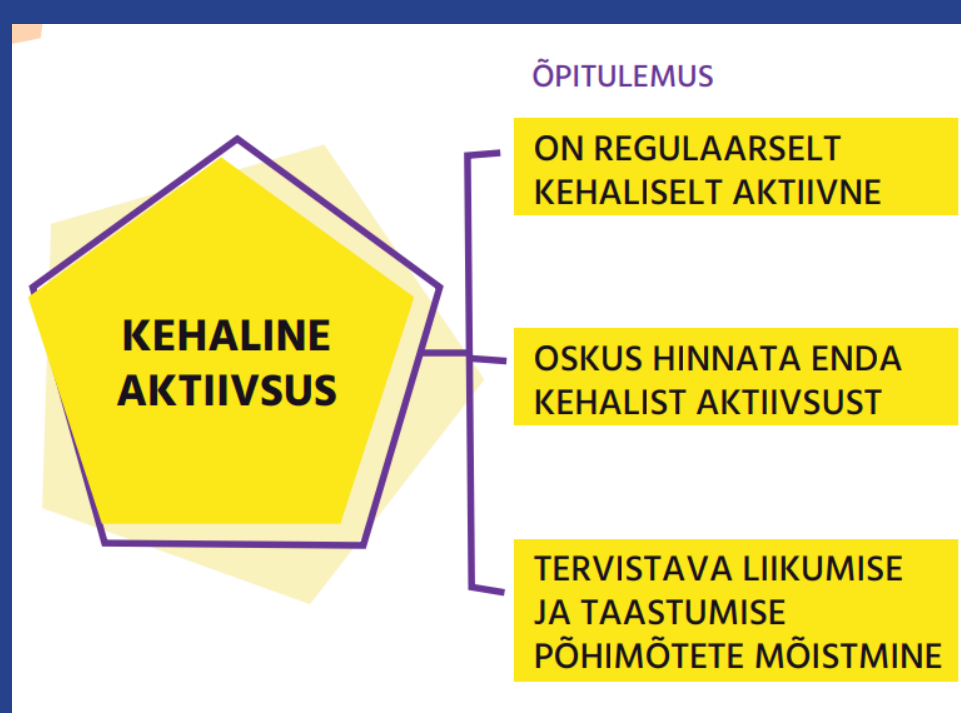 ÕPITULEMUS
KEHALINE
AKTIIVSUS
ON REGULAARSELT
KEHALISELT AKTIIVNE
OSKUS HINNATA ENDA
KEHALIST AKTIIVSUST
TERVISTAVA LIIKUMISE
JA TAASTUMISE
PÕHIMÕTETE MÕISTMINE